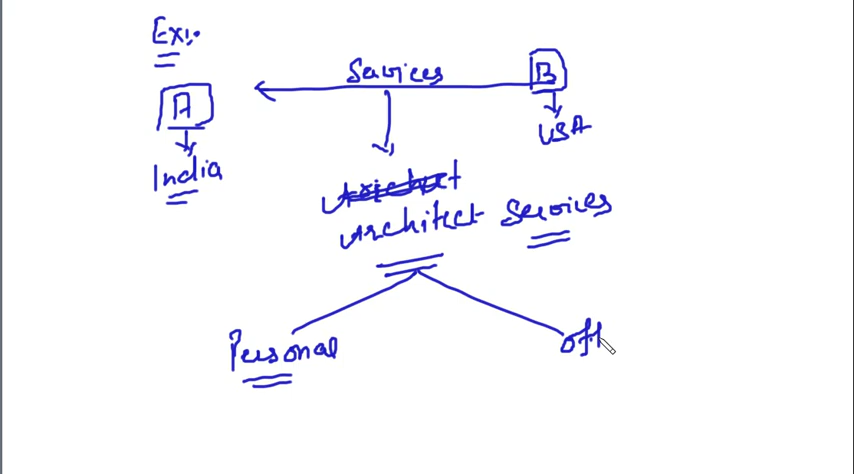 Ex:-
Services
B
A
USA
India
Architect Services
Personal
Off